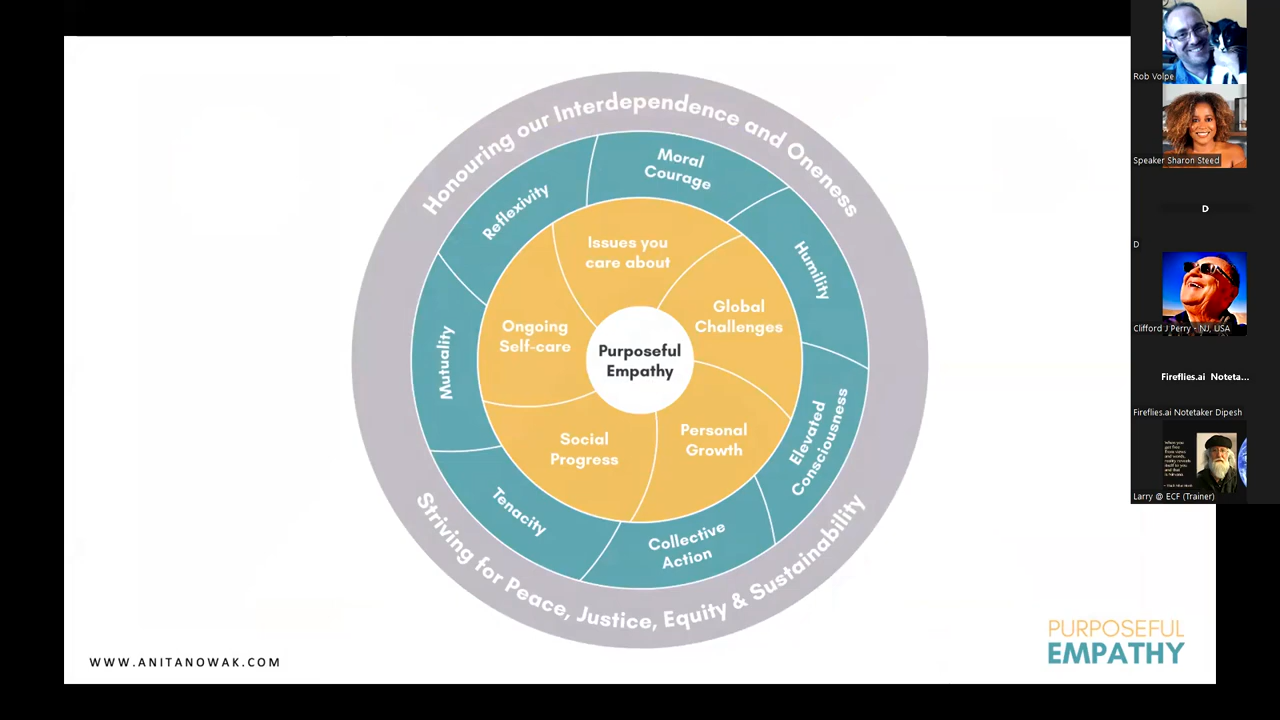 Honouring our Interdependence and Oneness
Moral
Courage
Reflexivity
Humility
Mutuality
Elevated
Consciousness
Tenacity
Collective
Action
Issues you
care about
Global
Challenges
Ongoing
Self-care
Purposeful
Empathy
Social
Progress
Personal
Growth
Striving for Peace, Justice, Equity & Sustainability
WWW.ANITANOWAK.COM
PURPOSEFUL
EMPATHY
Rob Volpe
Speaker Sharon Steed
D
D
Clifford J Perry - NJ, USA
Fireflies.ai Noteta...
Fireflies.ai Notetaker Dipesh
Larry @ ECF (Trainer)